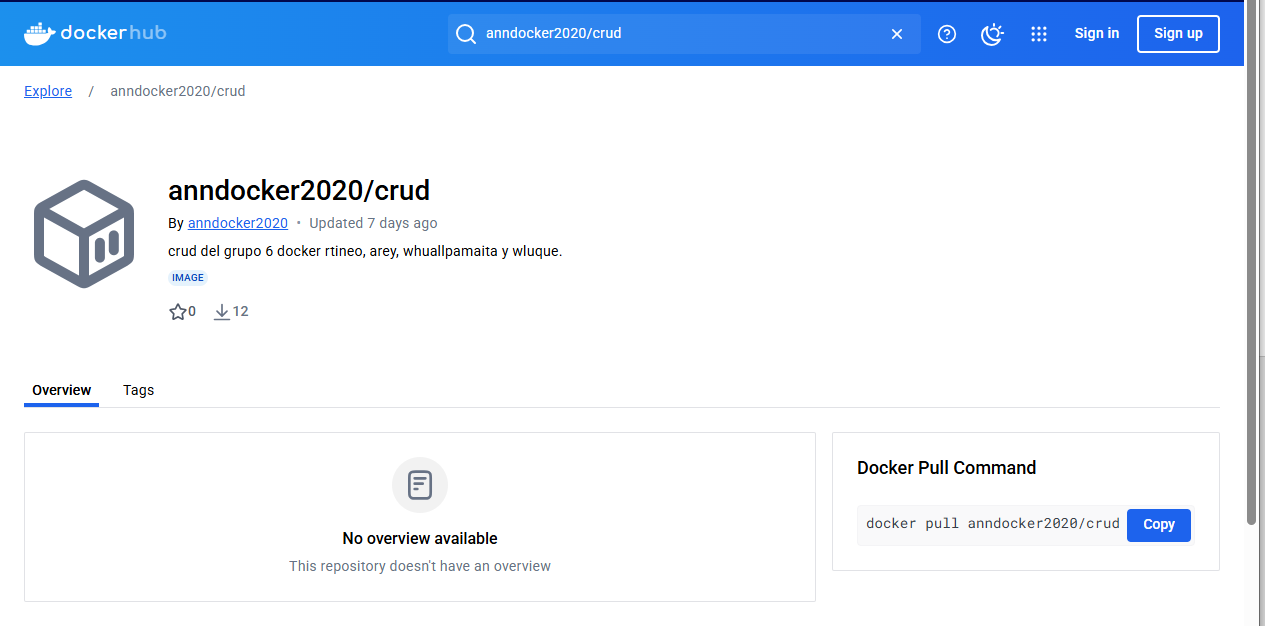 docker hub
anndocker2020/crud
Sign in
Sign up
Explore / anndocker2020/crud
anndocker2020/crud
By anndocker2020 • Updated 7 days ago
crud del grupo 6 docker rtineo, arey, whuallpamaita y wluque.
IMAGE
0 12
Overview Tags
No overview available
This repository doesn't have an overview
Docker Pull Command
docker pull anndocker2020/crud Copy